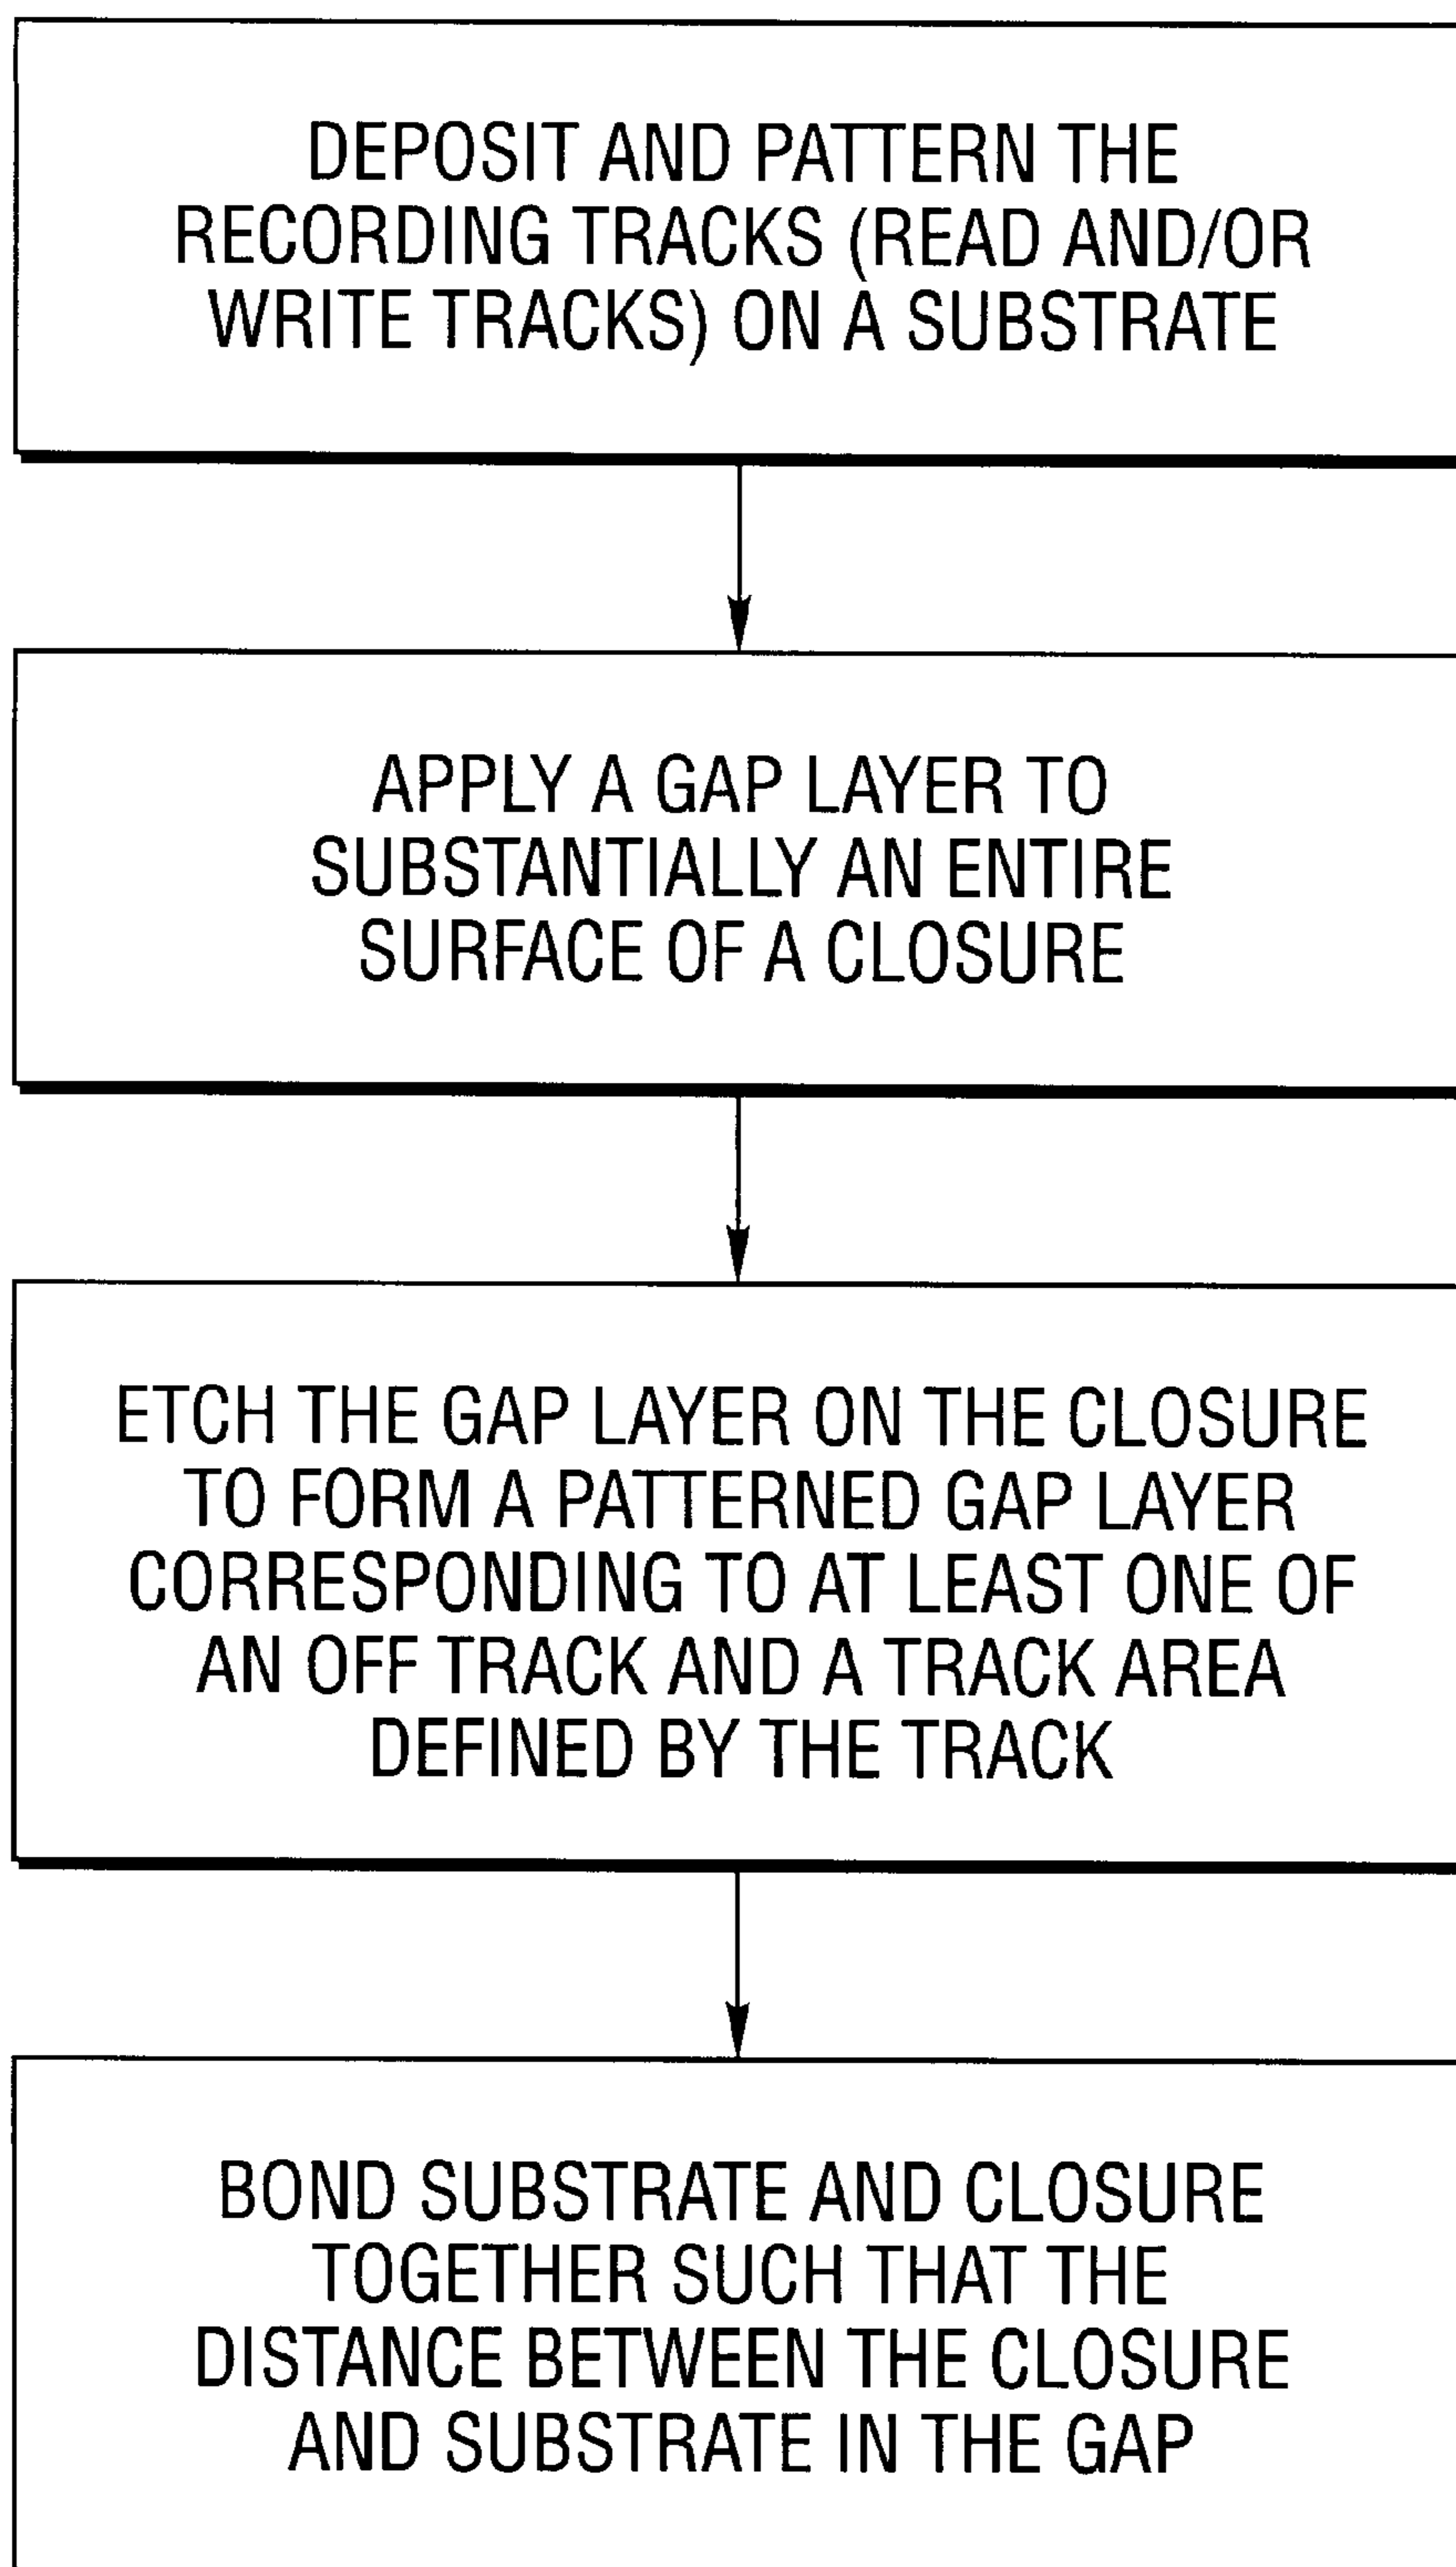 DEPOSIT AND PATTERN THE
RECORDING TRACKS (READ AND/OR
WRITE TRACKS) ON A SUBSTRATE
APPLY A GAP LAYER TO
SUBSTANTIALLY AN ENTIRE
SURFACE OF A CLOSURE
ETCH THE GAP LAYER ON THE CLOSURE
TO FORM A PATTERNED GAP LAYER
CORRESPONDING TO AT LEAST ONE OF
AN OFF TRACK AND A TRACK AREA
DEFINED BY THE TRACK
BOND SUBSTRATE AND CLOSURE
TOGETHER SUCH THAT THE
DISTANCE BETWEEN THE CLOSURE
AND SUBSTRATE IN THE GAP